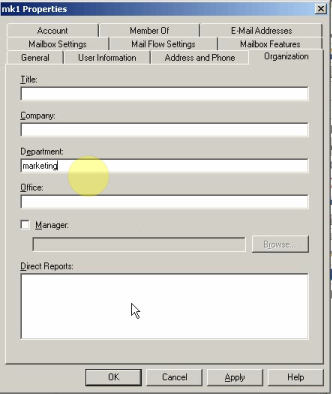 mk1 Properties
Account Member Of E-Mail Addresses
Mailbox Settings Mail Flow Settings Mailbox Features
General User Information Address and Phone Organization
Title:
Company:
Department:
marketing
Office:
Manager:
Browse...
Direct Reports:
OK Cancel Apply Help